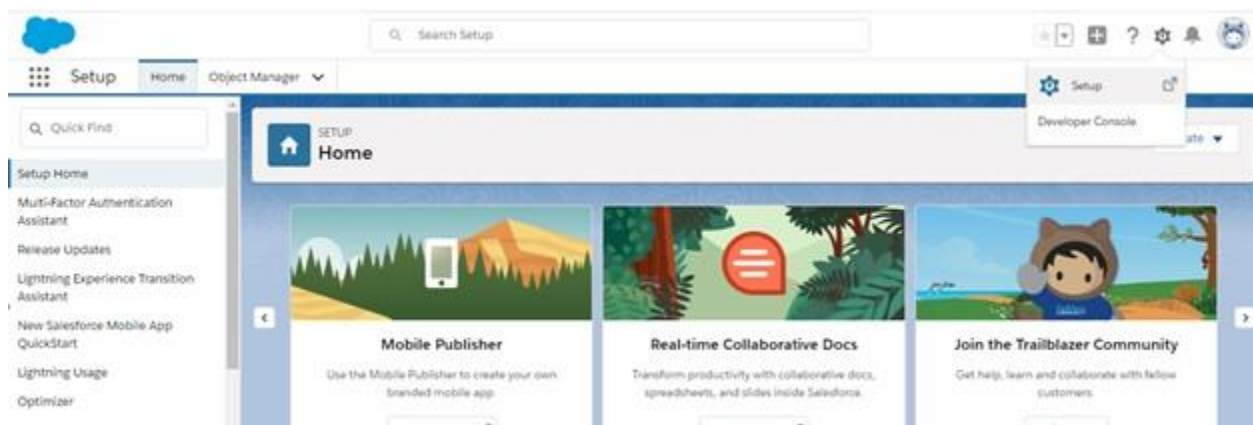 Search Setup
Setup
Home
Object Manager
Setup
Developer Console
Quick Find
SETUP
Home
Setup Home
Multi-Factor Authentication
Assistant
Release Updates
Lightning Experience Transition
Assistant
New Salesforce Mobile App
QuickStart
Lightning Usage
Optimizer
Mobile Publisher
Use the Mobile Publisher to create your own
branded mobile app
Real-time Collaborative Docs
Transform productivity with collaborative docs,
spreadsheets, and slides inside Salesforce
Join the Trailblazer Community
Get help, learn and collaborate with fellow
customers.